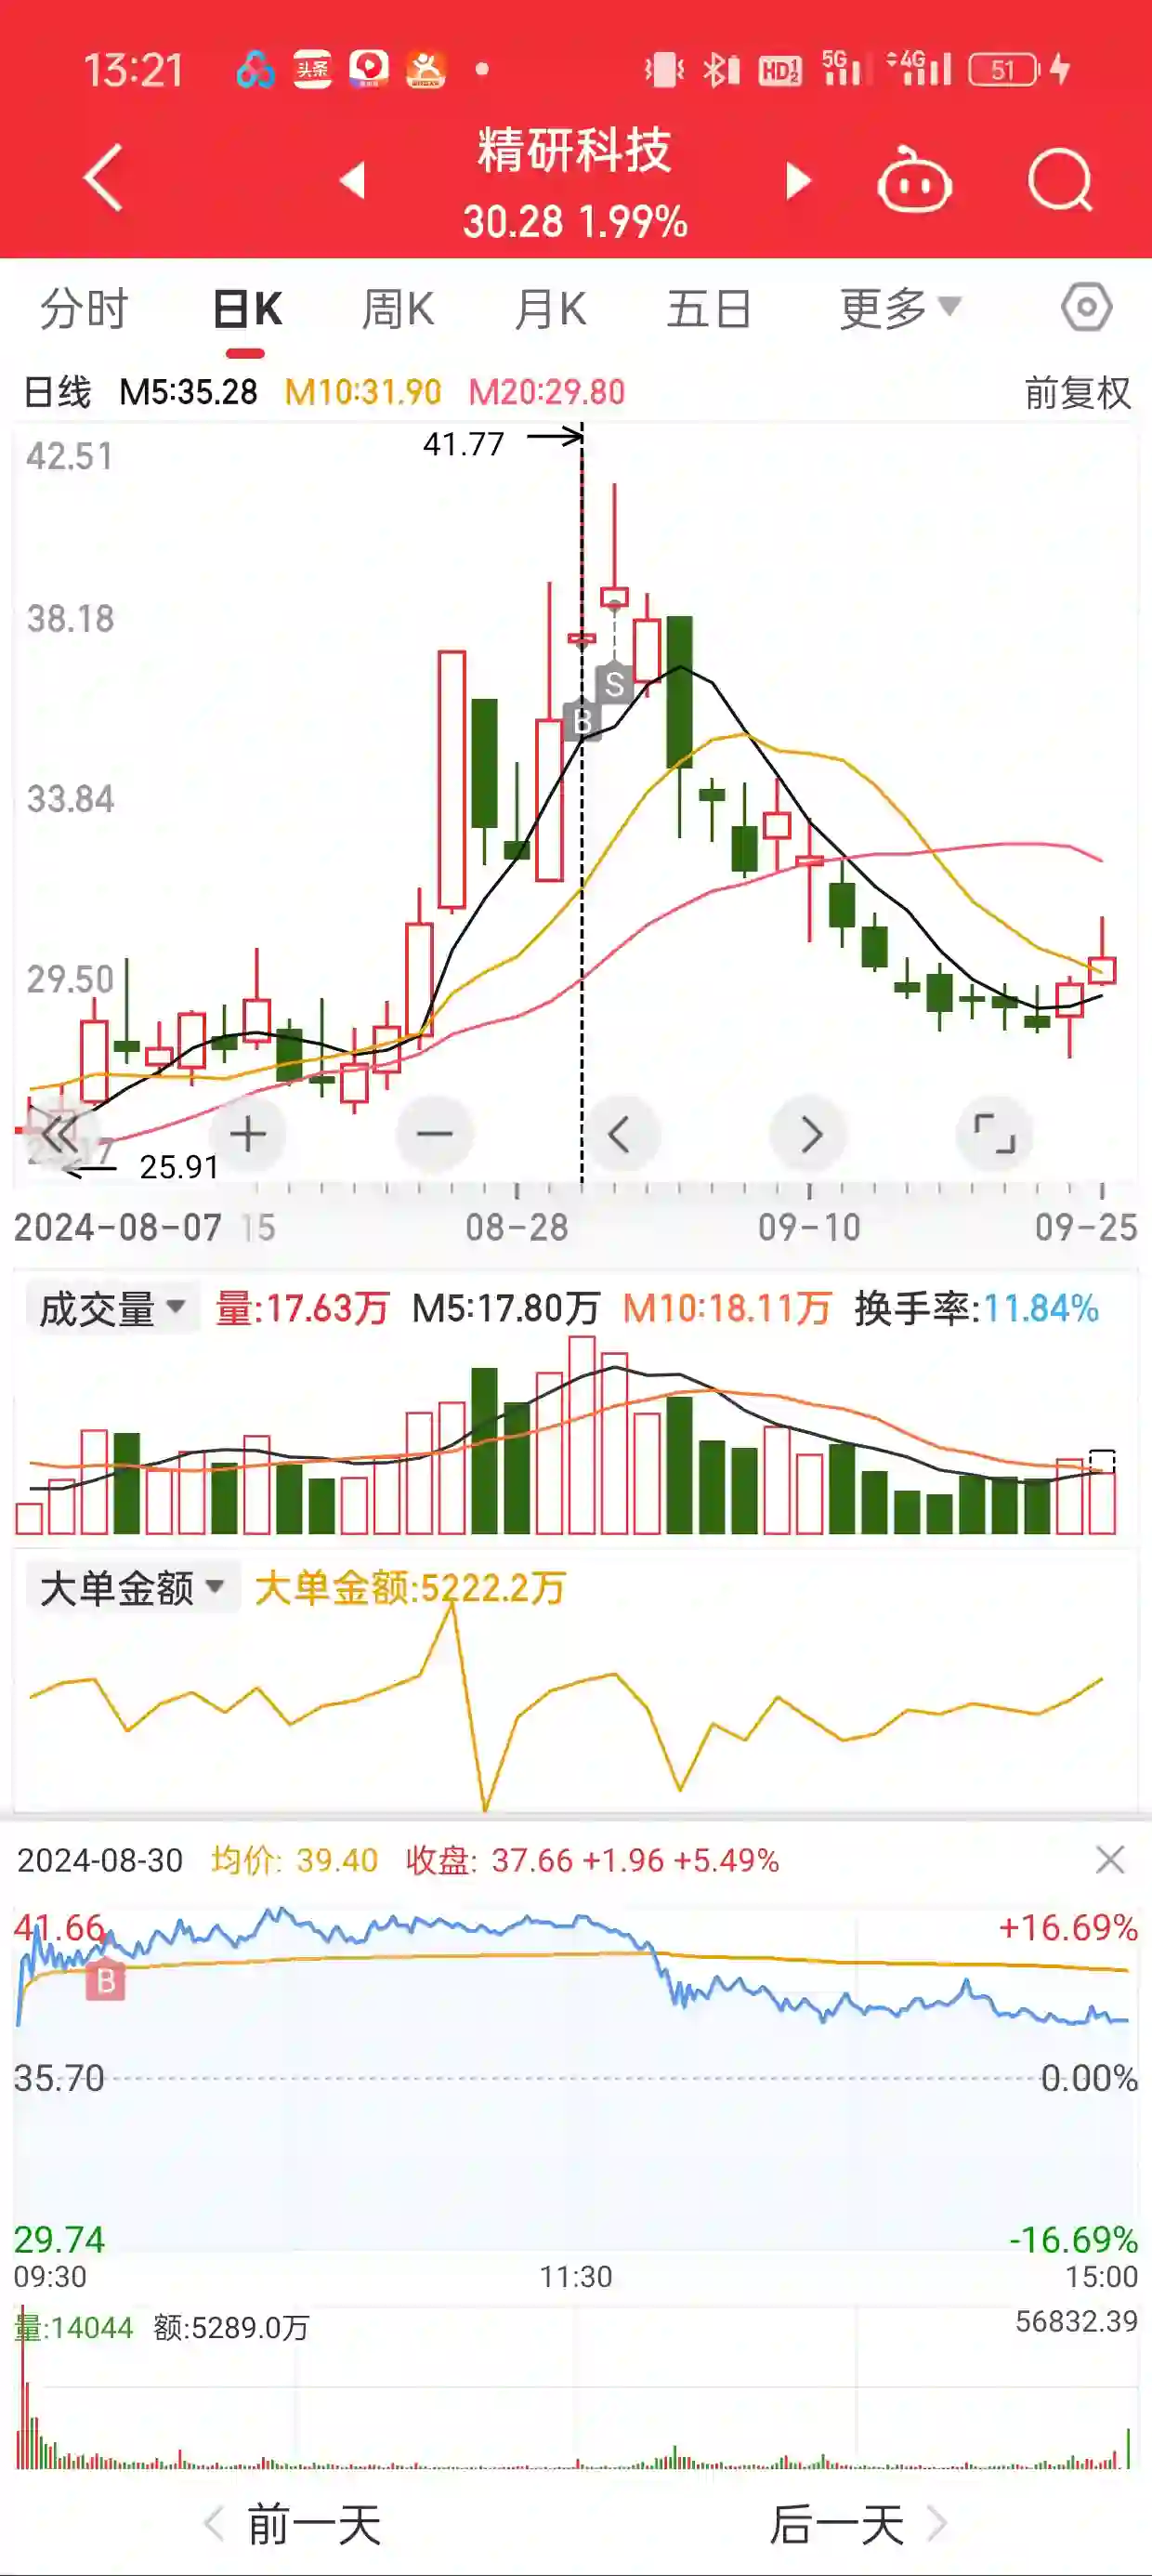 13:21 头条 HD 5G 4G 51
精研科技
30.28 1.99%
分时 日K 周K 月K 五日 更多
日线 M5:35.28 M10:31.90 M20:29.80 前复权
42.51
41.77
38.18
S
B
33.84
29.50
25.91
2024-08-07 15 08-28 09-10 09-25
成交量 量:17.63万 M5:17.80万 M10:18.11万 换手率:11.84%
大单金额 大单金额:5222.2万
2024-08-30 均价: 39.40 收盘: 37.66 +1.96 +5.49%
41.66 +16.69%
B
35.70 0.00%
29.74 -16.69%
09:30 11:30 15:00
量:14044 额:5289.0万 56832.39
前一天 后一天